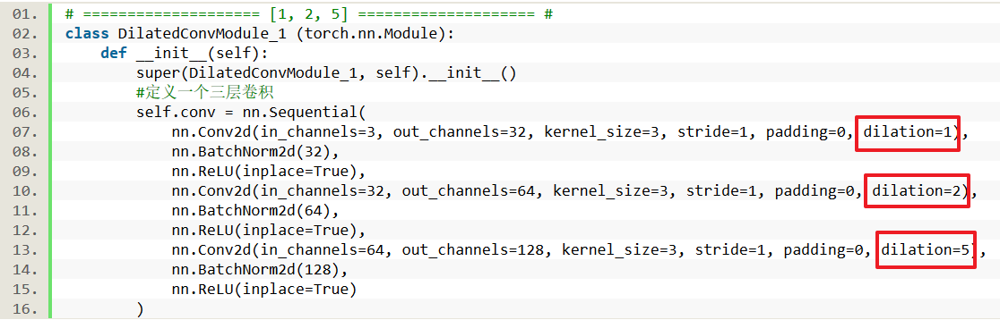 01. # ==================== [1, 2, 5] ==================== #
02. class DilatedConvModule_1 (torch.nn.Module):
03.     def __init__(self):
04.         super(DilatedConvModule_1, self).__init__()
05.         #定义一个三层卷积
06.         self.conv = nn.Sequential(
07.             nn.Conv2d(in_channels=3, out_channels=32, kernel_size=3, stride=1, padding=0, dilation=1),
08.             nn.BatchNorm2d(32),
09.             nn.ReLU(inplace=True),
10.             nn.Conv2d(in_channels=32, out_channels=64, kernel_size=3, stride=1, padding=0, dilation=2),
11.             nn.BatchNorm2d(64),
12.             nn.ReLU(inplace=True),
13.             nn.Conv2d(in_channels=64, out_channels=128, kernel_size=3, stride=1, padding=0, dilation=5),
14.             nn.BatchNorm2d(128),
15.             nn.ReLU(inplace=True)
16.         )